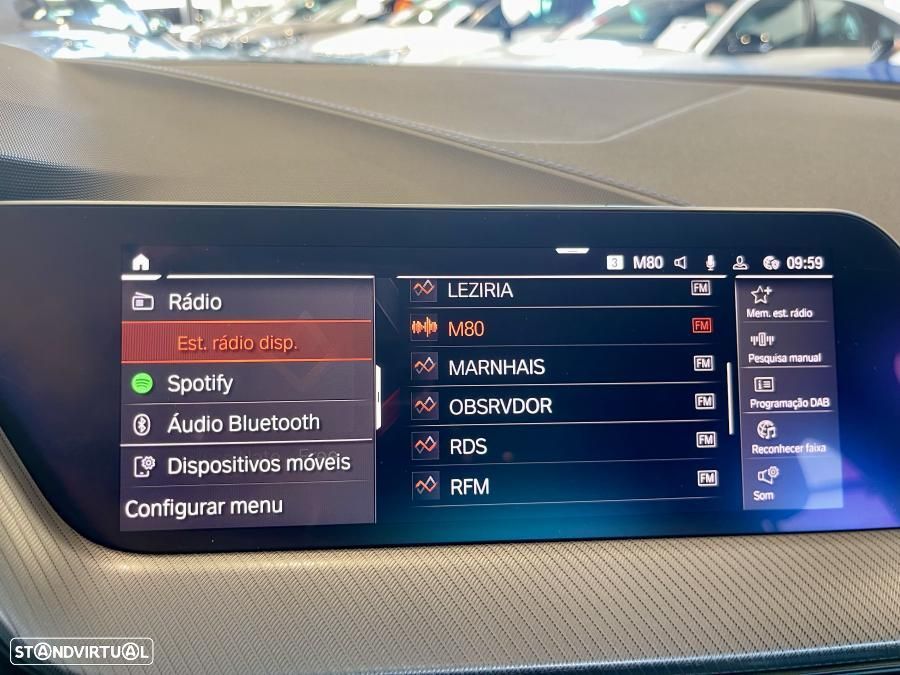 3 M80 09:59
Rádio
Est. rádio disp.
Spotify
Áudio Bluetooth
Dispositivos móveis
Configurar menu
LEZIRIA FM
M80 FM
MARNHAIS FM
OBSRVDOR FM
RDS FM
RFM FM
Mem. est. rádio
Pesquisa manual
Programação DAB
Reconhecer faixa
Som
STANDVIRTUAL